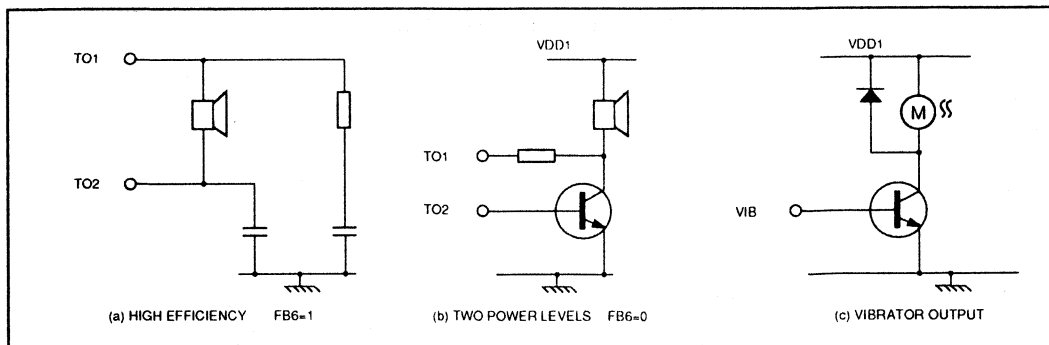 TO1
TO2
(a) HIGH EFFICIENCY FB6=1
VDD1
TO1
TO2
(b) TWO POWER LEVELS FB6=0
VDD1
M
VIB
(c) VIBRATOR OUTPUT